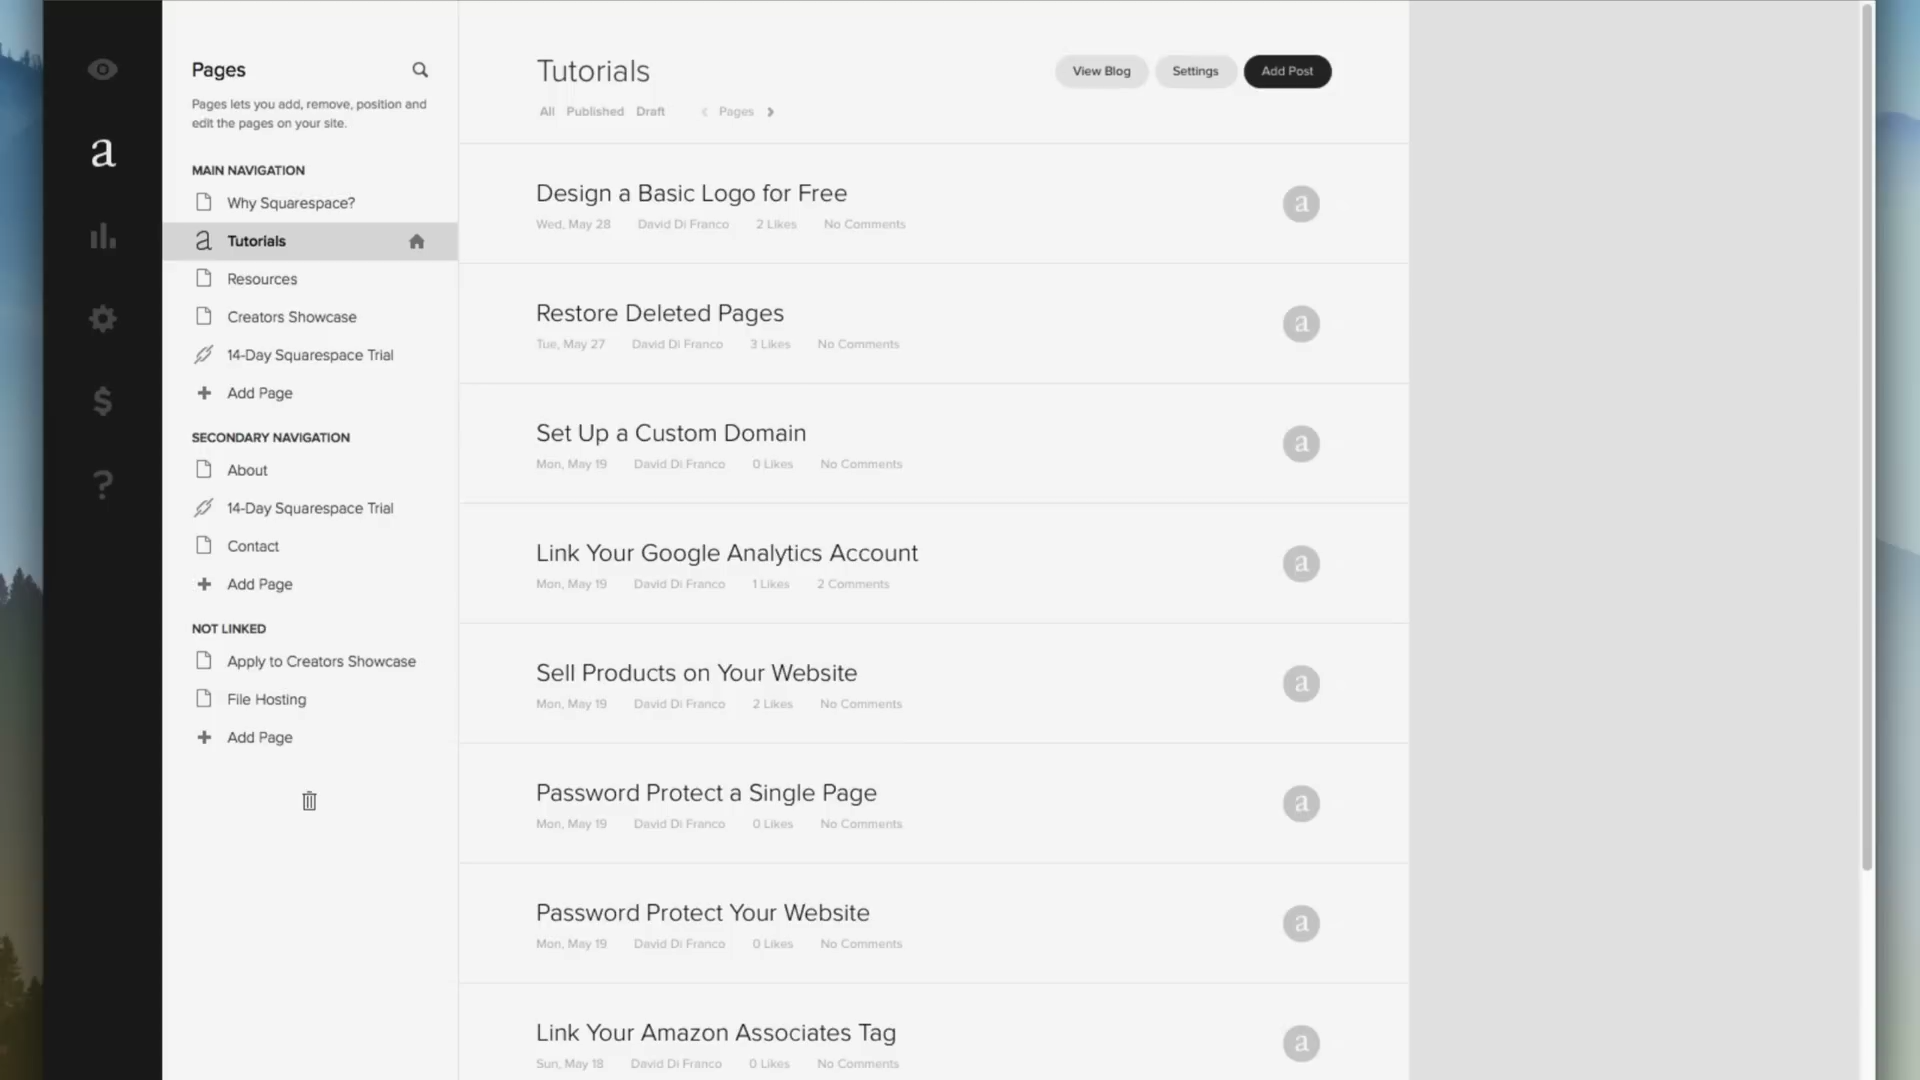 Pages
Pages lets you add, remove, position and
edit the pages on your site.
MAIN NAVIGATION
Why Squarespace?
a Tutorials
Resources
Creators Showcase
14-Day Squarespace Trial
+ Add Page
SECONDARY NAVIGATION
About
14-Day Squarespace Trial
Contact
+ Add Page
NOT LINKED
Apply to Creators Showcase
File Hosting
+ Add Page
a
$
?
Tutorials
View Blog Settings Add Post
All Published Draft < Pages >
Design a Basic Logo for Free
Wed, May 28 David Di Franco 2 Likes No Comments
a
Restore Deleted Pages
Tue, May 27 David Di Franco 3 Likes No Comments
a
Set Up a Custom Domain
Mon, May 19 David Di Franco 0 Likes No Comments
a
Link Your Google Analytics Account
Mon, May 19 David Di Franco 1 Likes 2 Comments
a
Sell Products on Your Website
Mon, May 19 David Di Franco 2 Likes No Comments
a
Password Protect a Single Page
Mon, May 19 David Di Franco 0 Likes No Comments
a
Password Protect Your Website
Mon, May 19 David Di Franco 0 Likes No Comments
a
Link Your Amazon Associates Tag
Sun, May 18 David Di Franco 0 Likes No Comments
a